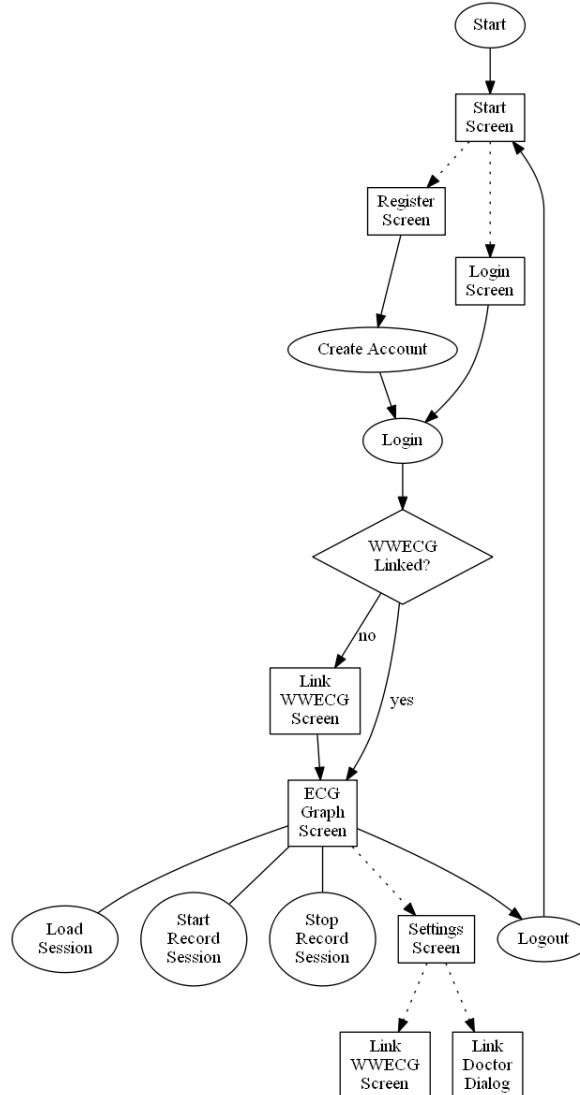 Start
Start
Screen
Register
Screen
Login
Screen
Create Account
Login
WWECG
Linked?
no
Link
WWECG
Screen
yes
ECG
Graph
Screen
Load
Session
Start
Record
Session
Stop
Record
Session
Settings
Screen
Logout
Link
WWECG
Screen
Link
Doctor
Dialog